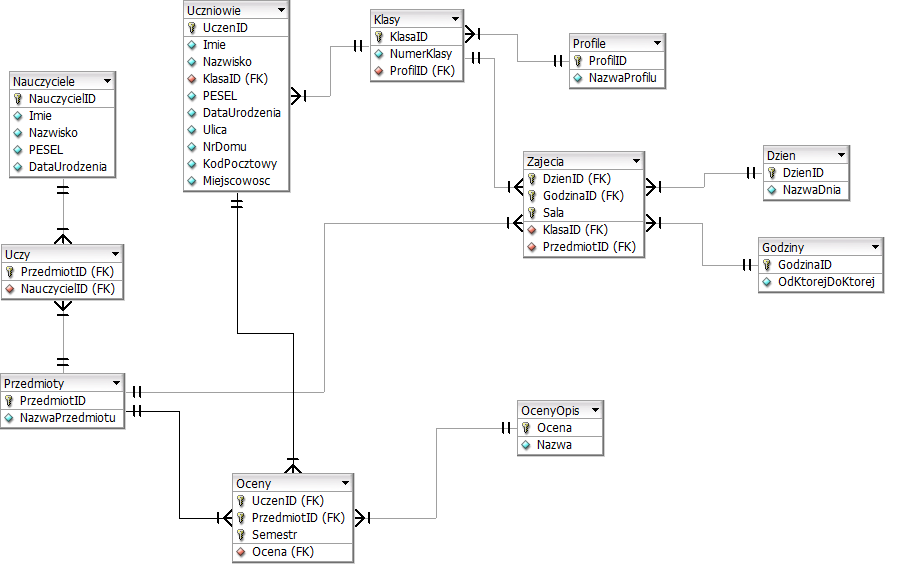 Uczniowie
UczenID
Imie
Nazwisko
KlasaID (FK)
PESEL
DataUrodzenia
Ulica
NrDomu
KodPocztowy
Miejscowosc
Klasy
KlasaID
NumerKlasy
ProfilID (FK)
Profile
ProfilID
NazwaProfilu
Nauczyciele
NauczycielID
Imie
Nazwisko
PESEL
DataUrodzenia
Zajecia
DzienID (FK)
GodzinaID (FK)
Sala
KlasaID (FK)
PrzedmiotID (FK)
Dzien
DzienID
NazwaDnia
Godziny
GodzinaID
OdKtorejDoKtorej
Uczy
PrzedmiotID (FK)
NauczycielID (FK)
Przedmioty
PrzedmiotID
NazwaPrzedmiotu
OcenyOpis
Ocena
Nazwa
Oceny
UczenID (FK)
PrzedmiotID (FK)
Semestr
Ocena (FK)